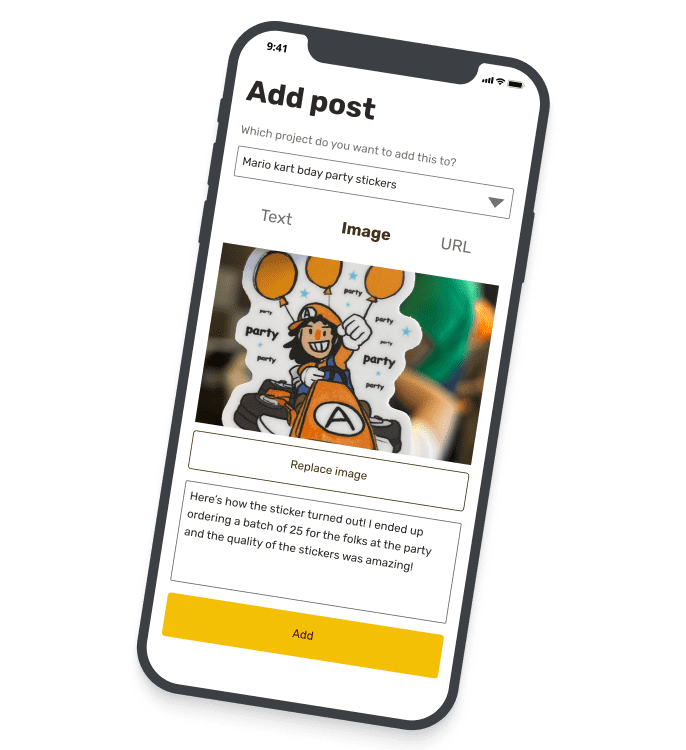 9:41
Add post
Which project do you want to add this to?
Mario kart bday party stickers
Text Image URL
party
party
party
party
party
party
party
party
A
A
Replace image
Here's how the sticker turned out! I ended up
ordering a batch of 25 for the folks at the party
and the quality of the stickers was amazing!
Add